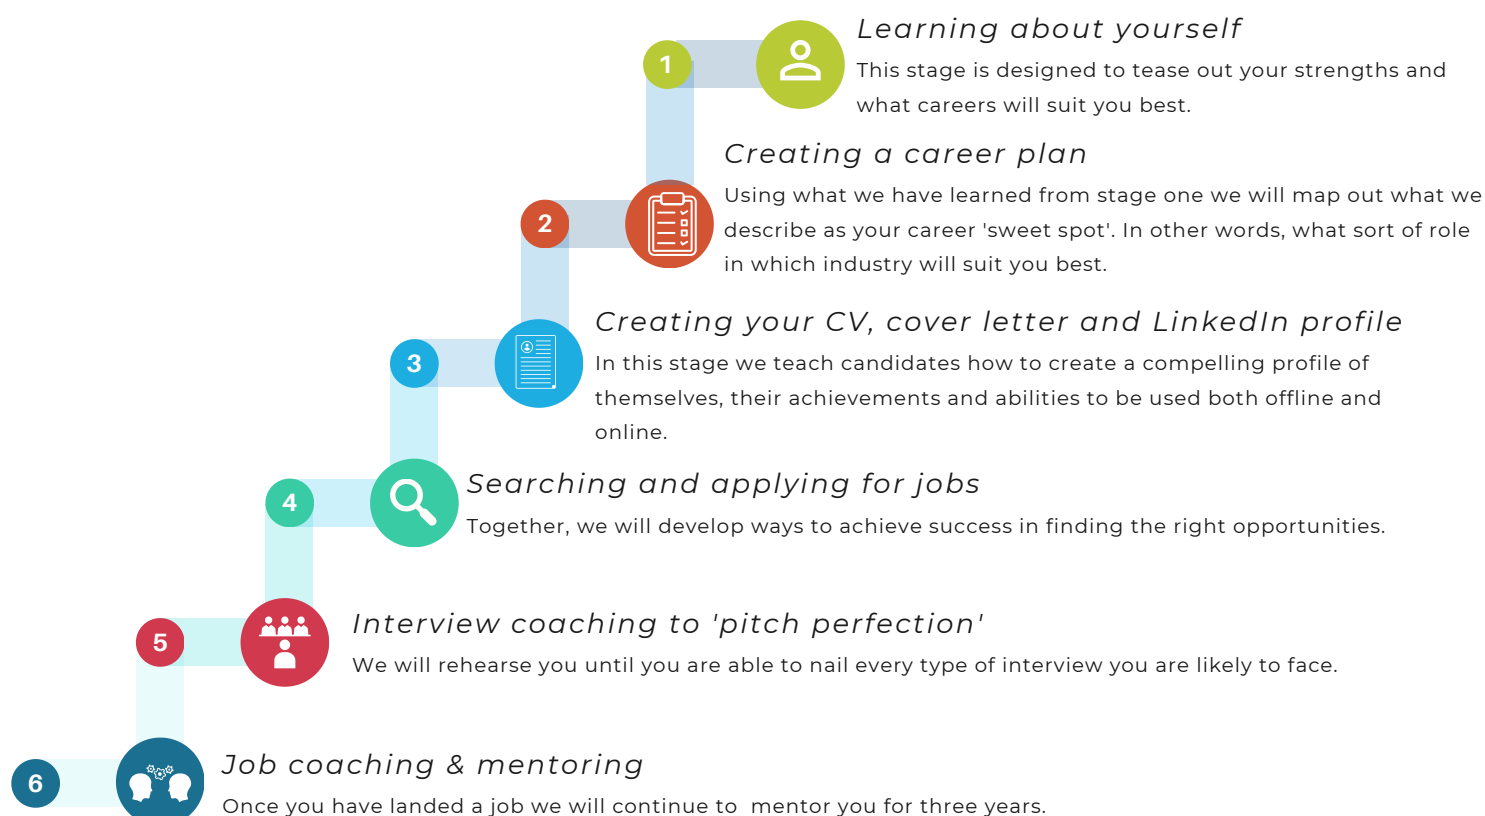 1
Learning about yourself
This stage is designed to tease out your strengths and
what careers will suit you best.
2
Creating a career plan
Using what we have learned from stage one we will map out what we
describe as your career 'sweet spot'. In other words, what sort of role
in which industry will suit you best.
3
Creating your CV, cover letter and LinkedIn profile
In this stage we teach candidates how to create a compelling profile of
themselves, their achievements and abilities to be used both offline and
online.
4
Searching and applying for jobs
Together, we will develop ways to achieve success in finding the right opportunities.
5
Interview coaching to 'pitch perfection'
We will rehearse you until you are able to nail every type of interview you are likely to face.
6
Job coaching & mentoring
Once you have landed a job we will continue to  mentor you for three years.